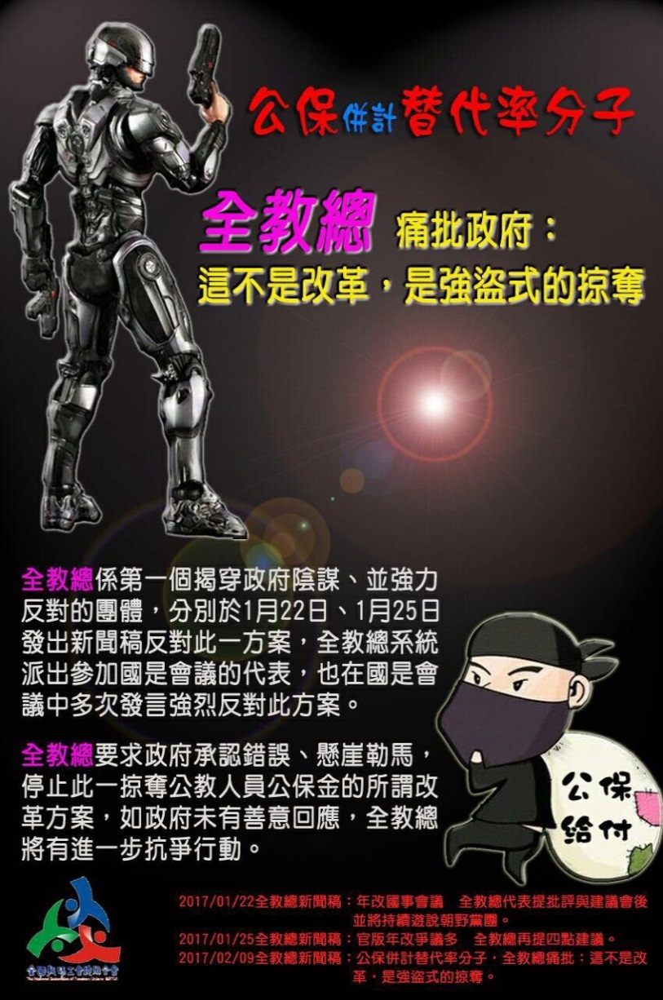 公保併計替代率分子
全教總 痛批政府：
這不是改革，是強盜式的掠奪
全教總係第一個揭穿政府陰謀、並強力
反對的團體，分別於1月22日、1月25日
發出新聞稿反對此一方案，全教總系統
派出參加國是會議的代表，也在國是會
議中多次發言強烈反對此方案。
全教總要求政府承認錯誤、懸崖勒馬，
停止此一掠奪公教人員公保金的所謂改
革方案，如政府未有善意回應，全教總
將有進一步抗爭行動。
公保
給付
2017/01/22全教總新聞稿：年改國事會議　全教總代表提批評與建議會後
並將持續遊說朝野黨團。
2017/01/25全教總新聞稿：官版年改爭議多　全教總再提四點建議。
2017/02/09全教總新聞稿：公保併計替代率分子，全教總痛批：這不是改
革，是強盜式的掠奪。
全國教師工會總聯合會